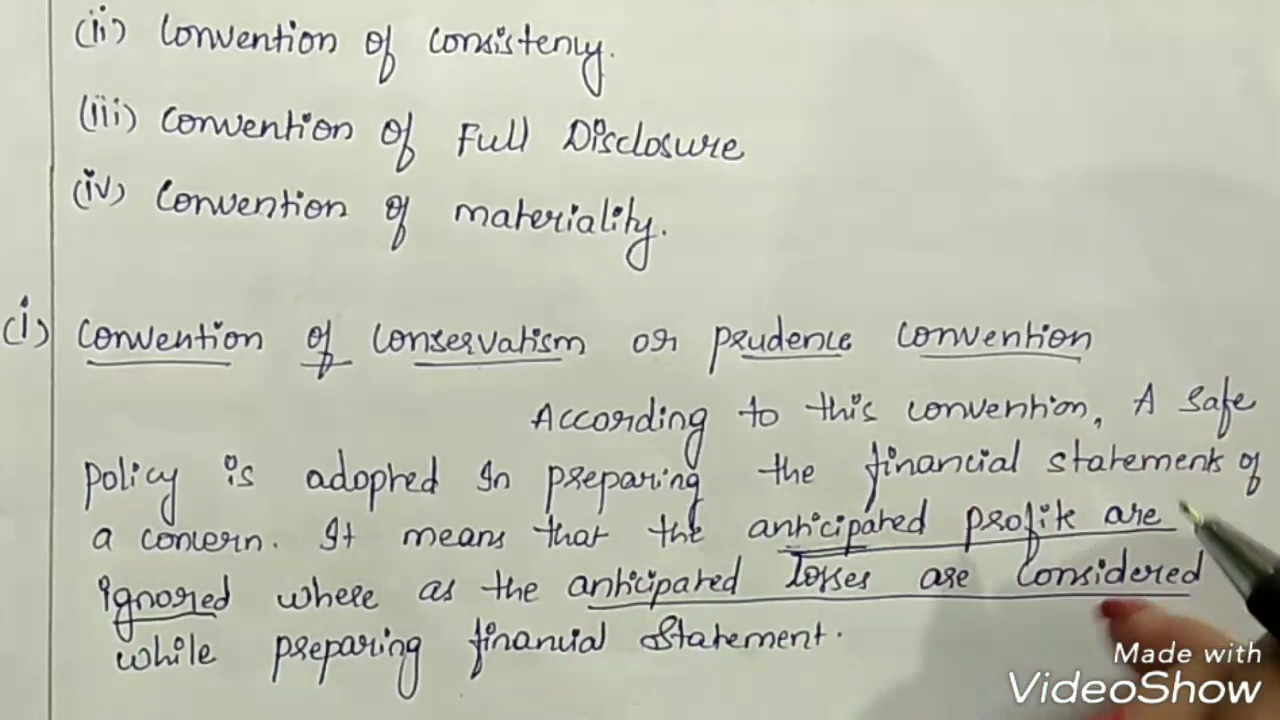 (ii) Convention of consistency.
(iii) Convention of Full Disclosure
(iv) Convention of materiality.
(i) Convention of Conservatism or prudence convention
According to this convention, A safe
policy is adopted In preparing the financial statements of
a concern. It means that the anticipated profits are
ignored where as the anticipated losses are considered
while preparing financial statement.
Made with
VideoShow